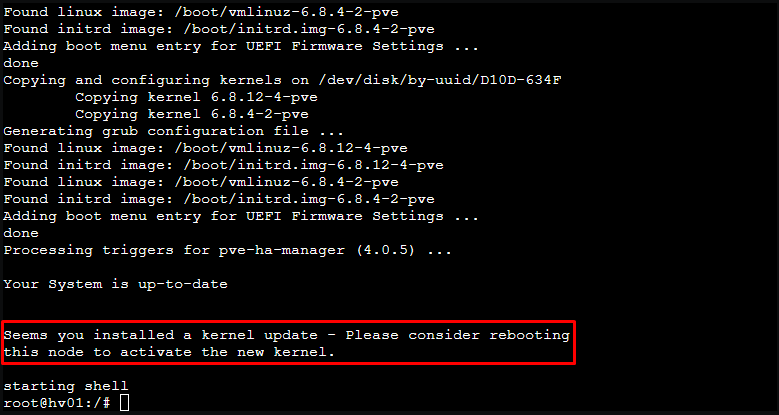 Found linux image: /boot/vmlinuz-6.8.4-2-pve
Found initrd image: /boot/initrd.img-6.8.4-2-pve
Adding boot menu entry for UEFI Firmware Settings ...
done
Copying and configuring kernels on /dev/disk/by-uuid/D10D-634F
        Copying kernel 6.8.12-4-pve
        Copying kernel 6.8.4-2-pve
Generating grub configuration file ...
Found linux image: /boot/vmlinuz-6.8.12-4-pve
Found initrd image: /boot/initrd.img-6.8.12-4-pve
Found linux image: /boot/vmlinuz-6.8.4-2-pve
Found initrd image: /boot/initrd.img-6.8.4-2-pve
Adding boot menu entry for UEFI Firmware Settings ...
done
Processing triggers for pve-ha-manager (4.0.5) ...

Your System is up-to-date

Seems you installed a kernel update - Please consider rebooting
this node to activate the new kernel.

starting shell
root@hv01:/#